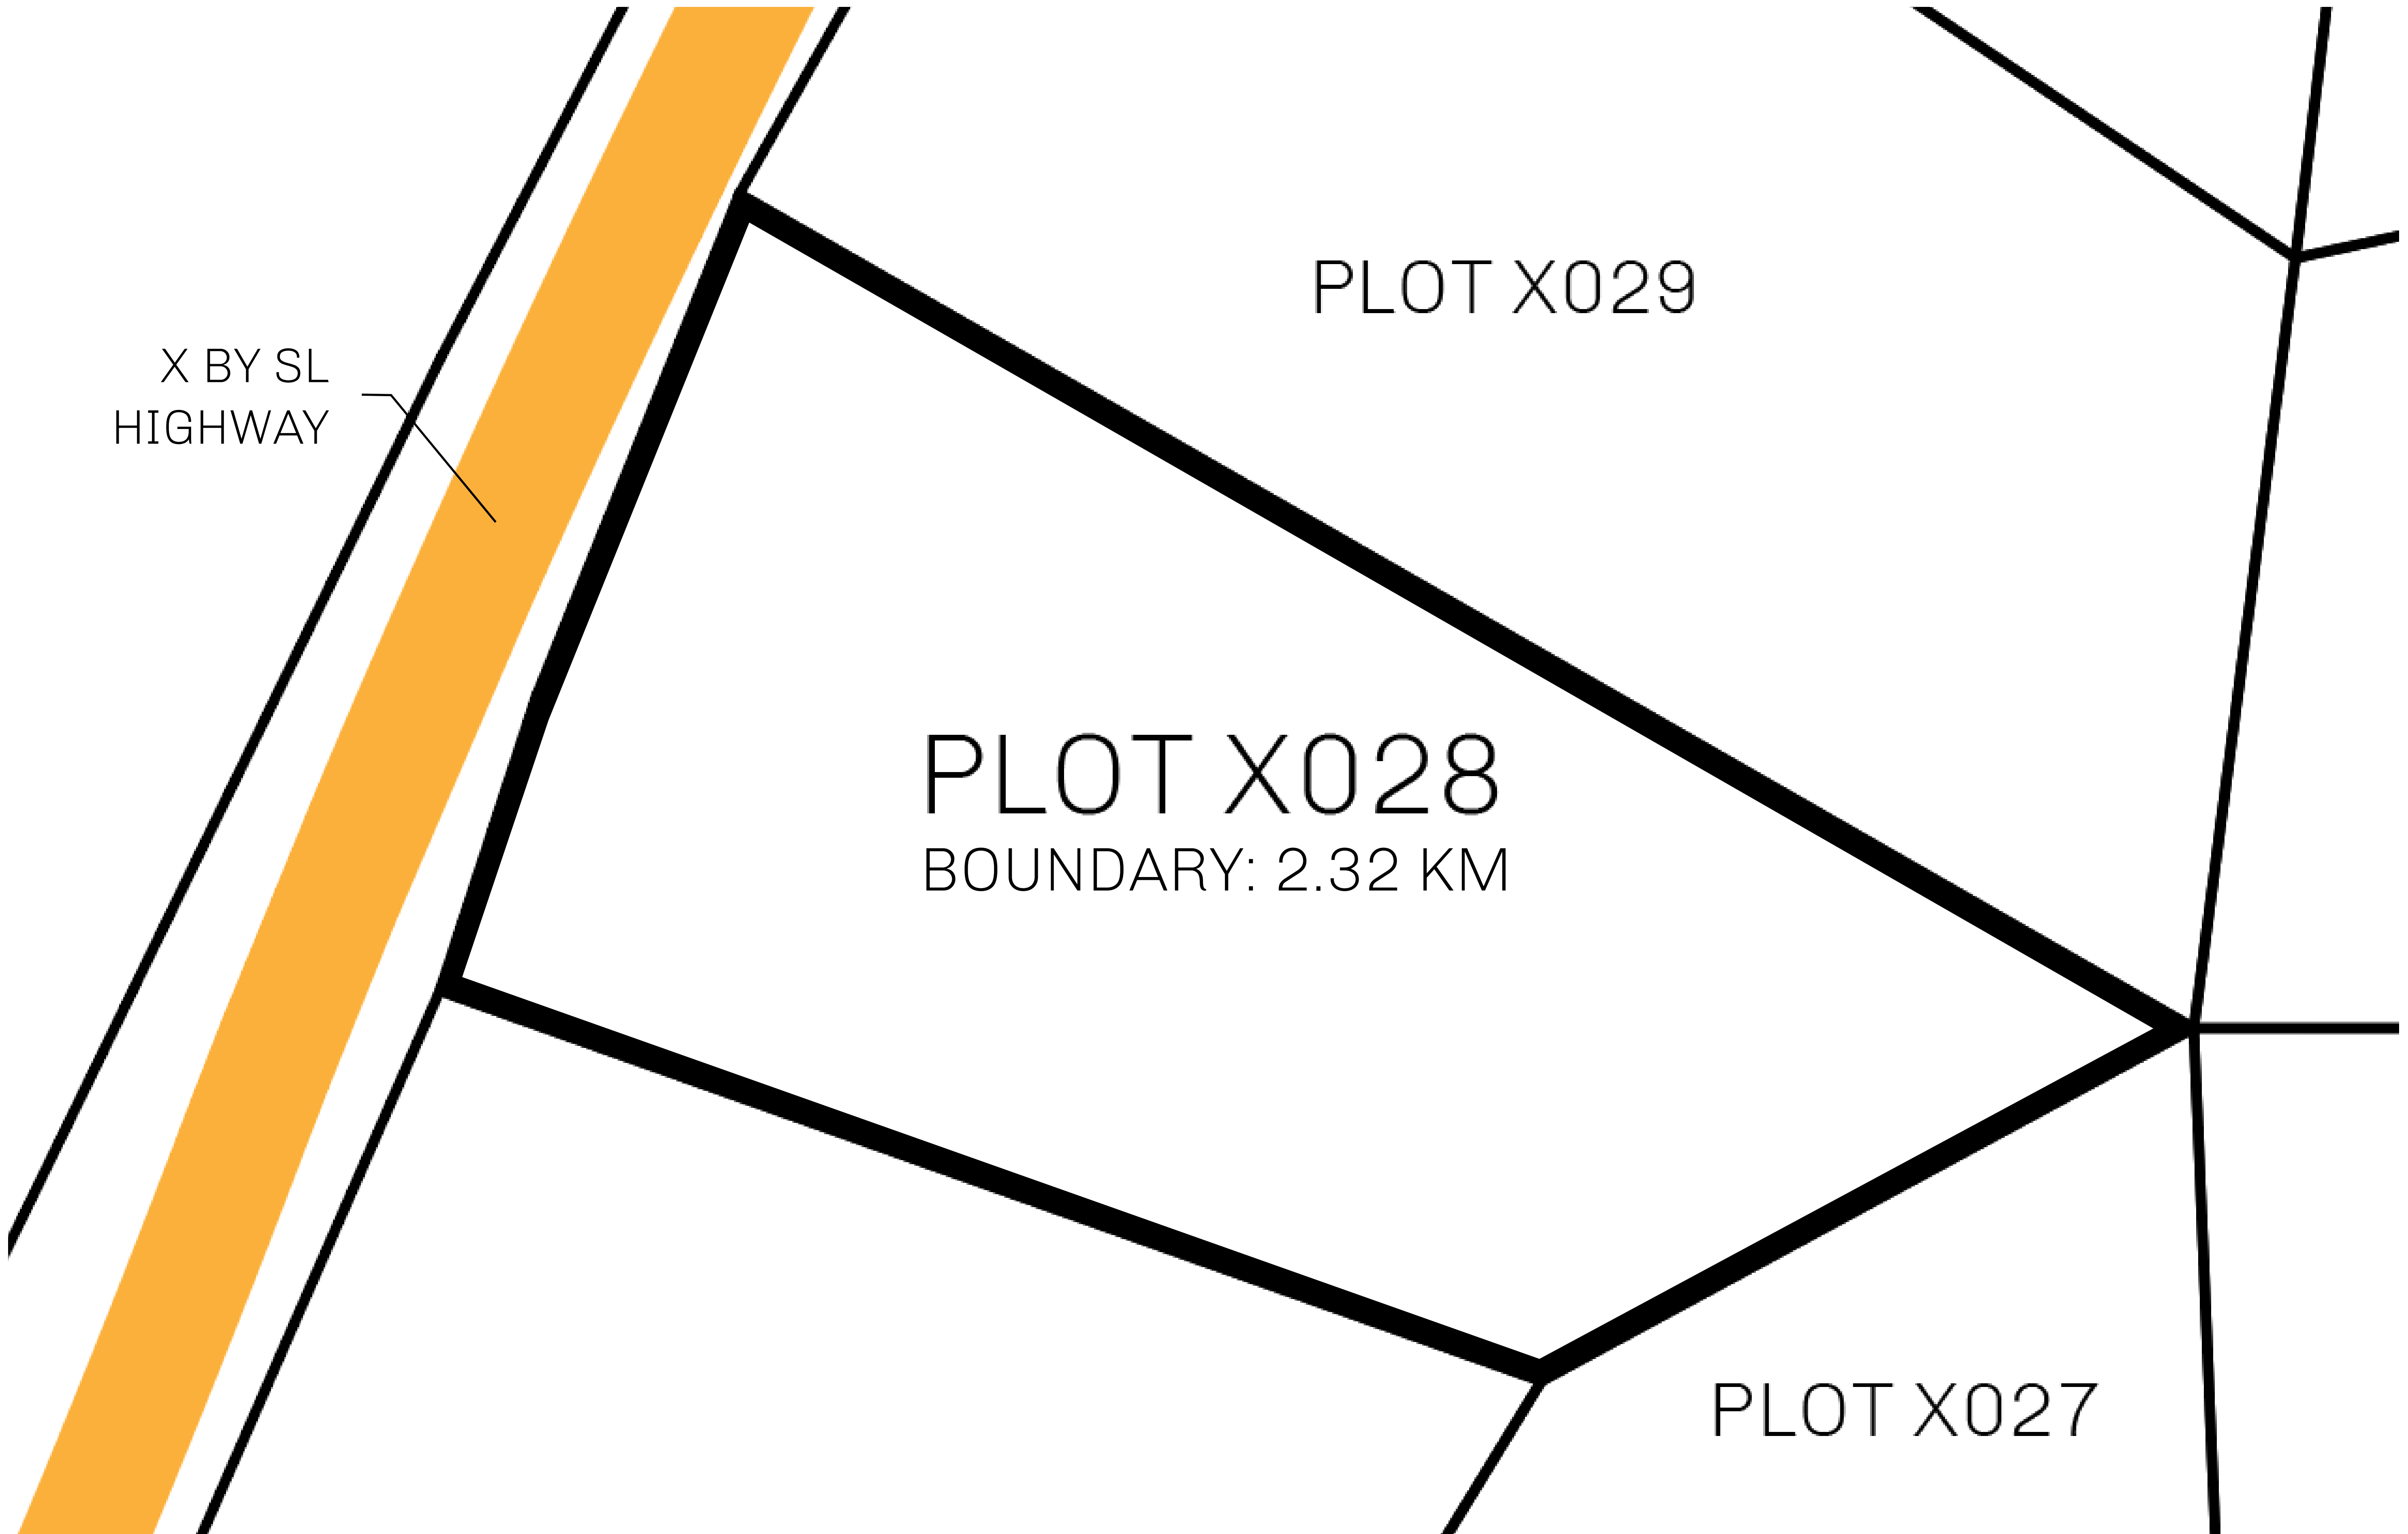 PLOT X029
X BY SL
HIGHWAY
PLOT X028
BOUNDARY: 2.32 KM
PLOT X027